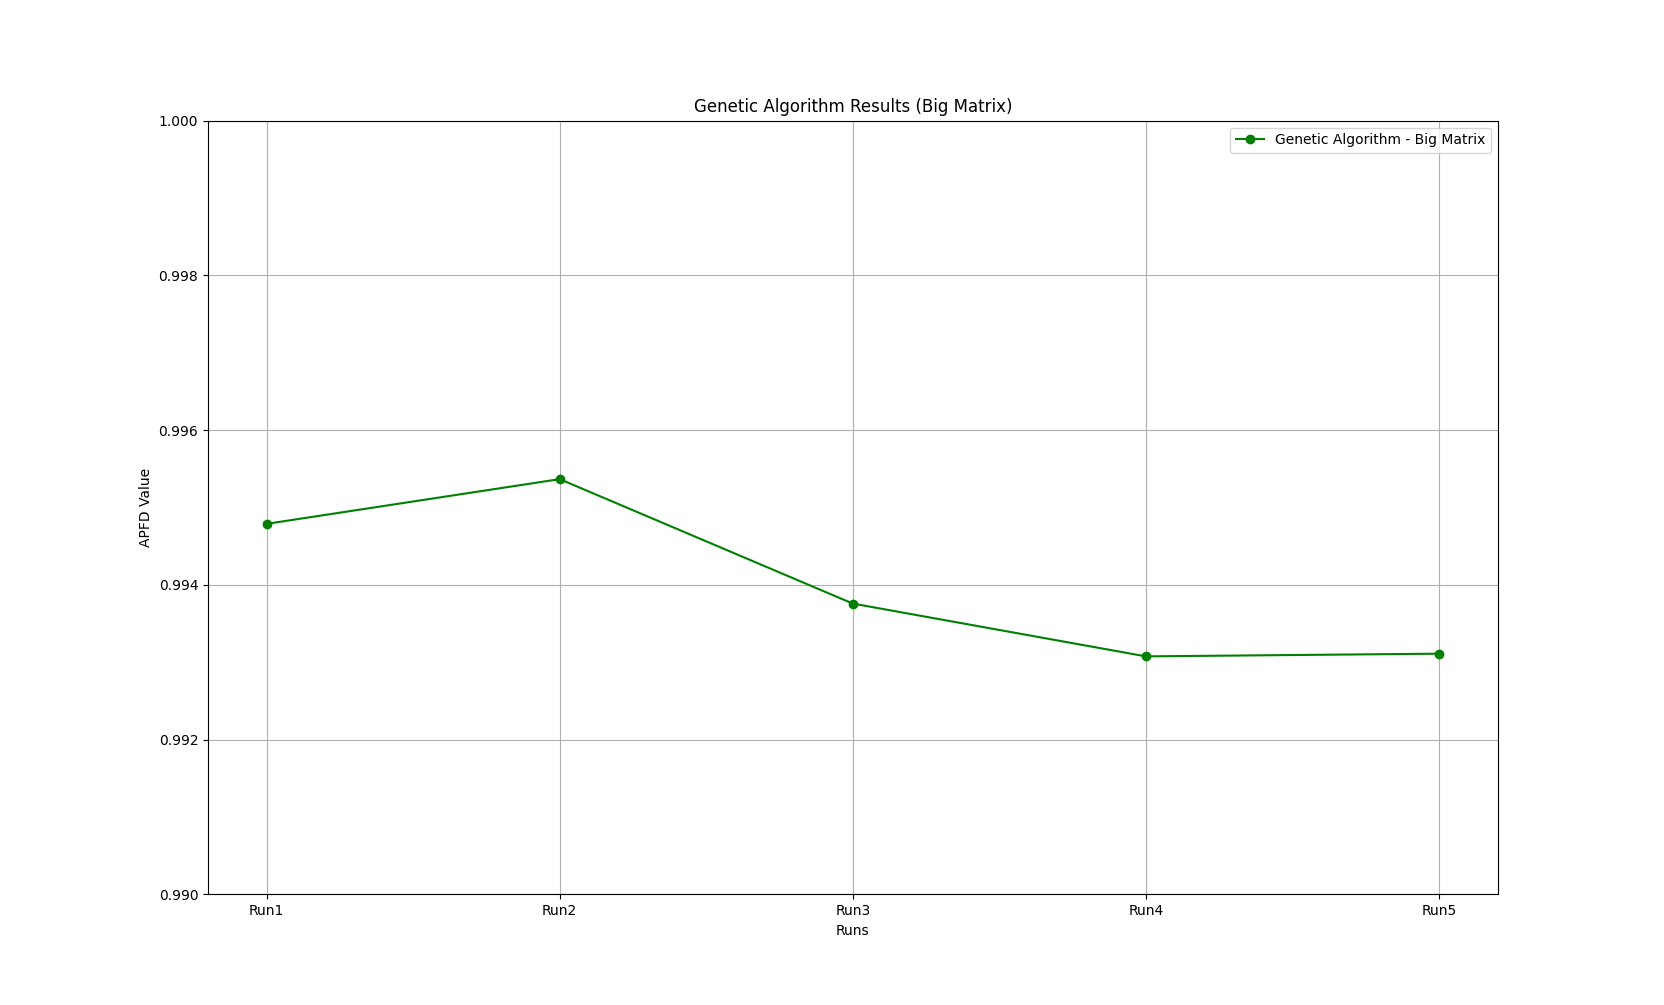 Genetic Algorithm Results (Big Matrix)
Genetic Algorithm - Big Matrix
1.000
0.998
0.996
0.994
0.992
0.990
APFD Value
Run1 Run2 Run3 Run4 Run5
Runs